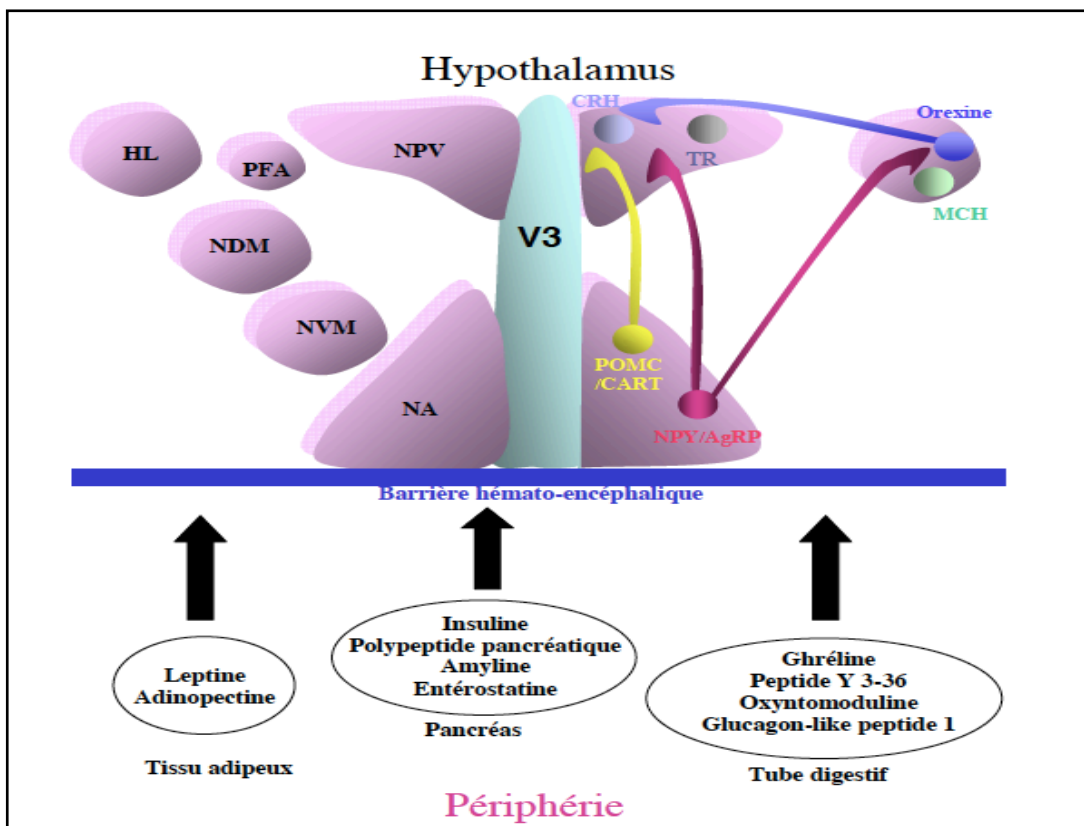 Hypothalamus
CRH
Orexine
HL
PFA
NPV
TR
MCH
NDM
V3
NVM
POMC
/CART
NA
NPY/AgRP
Barrière hémato-encéphalique
Leptine
Adinopectine
Tissu adipeux
Insuline
Polypeptide pancréatique
Amyline
Entérostatine
Pancréas
Ghréline
Peptide Y 3-36
Oxyntomoduline
Glucagon-like peptide 1
Tube digestif
Périphérie